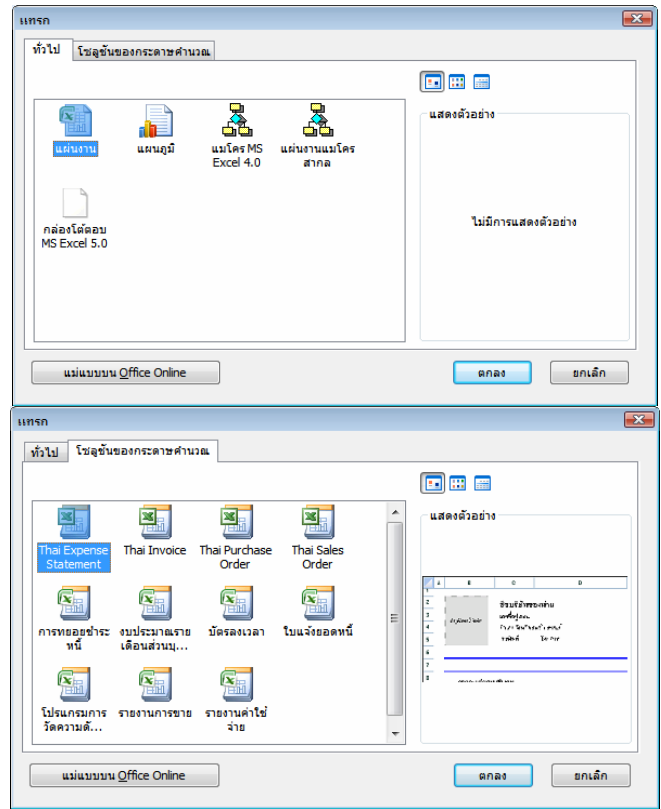 แทรก
ทั่วไป โซลูชันของกระดาษคำนวณ
แสดงตัวอย่าง
แผ่นงาน แผนภูมิ แมโคร MS แผ่นงานแมโคร
Excel 4.0 สากล
กล่องโต้ตอบ
MS Excel 5.0
ไม่มีการแสดงตัวอย่าง
แม่แบบบน Office Online ตกลง ยกเลิก
แทรก
ทั่วไป โซลูชันของกระดาษคำนวณ
แสดงตัวอย่าง
Thai Expense Thai Invoice Thai Purchase Thai Sales
Statement Order Order
การทยอยชำระ งบประมาณราย บัตรลงเวลา ใบแจ้งยอดหนี้
หนี้ เดือนส่วนบุ...
โปรแกรมการ รายงานการขาย รายงานค่าใช้
วัดความดั... จ่าย
แม่แบบบน Office Online ตกลง ยกเลิก